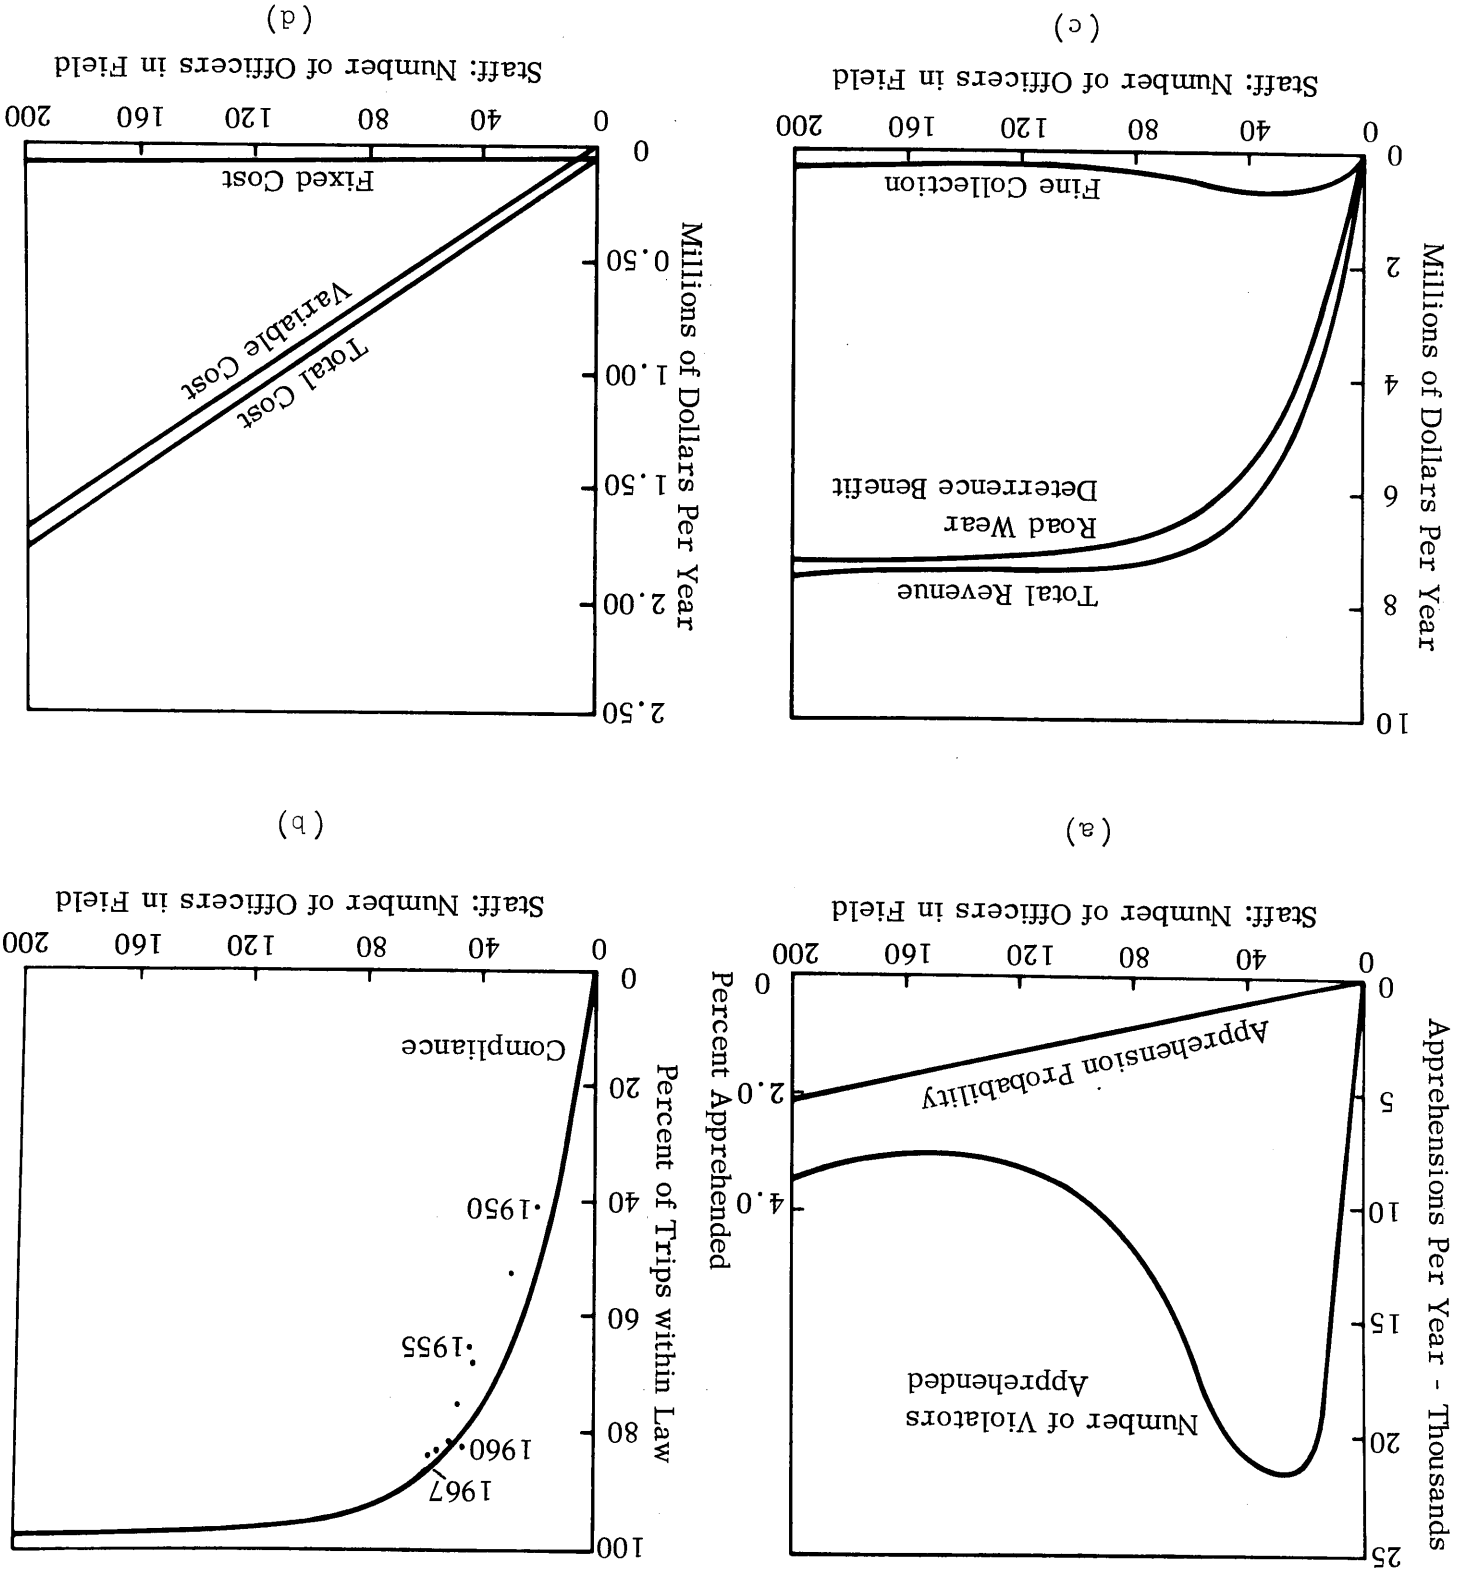 Apprehensions Per Year - Thousands
25
20
15
10
5
0
Number of Violators
Apprehended
Apprehension Probability
4.0
2.0
0
Percent Apprehended
0
40
80
120
160
200
Staff: Number of Officers in Field
(a)
Percent of Trips within Law
100
80
60
40
20
0
1967
1960
1955
1950
Compliance
0
40
80
120
160
200
Staff: Number of Officers in Field
(b)
Millions of Dollars Per Year
10
8
6
4
2
0
Total Revenue
Road Wear
Deterrence Benefit
Fine Collection
0
40
80
120
160
200
Staff: Number of Officers in Field
(c)
Millions of Dollars Per Year
2.50
2.00
1.50
1.00
0.50
0
Total Cost
Variable Cost
Fixed Cost
0
40
80
120
160
200
Staff: Number of Officers in Field
(d)